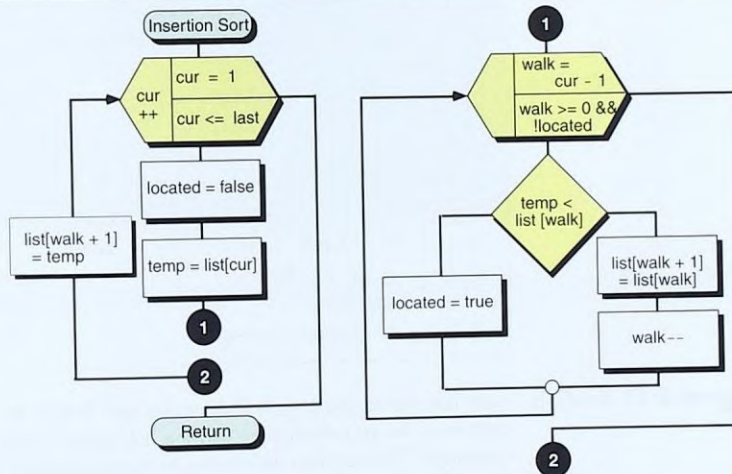 Insertion Sort
cur
++
cur = 1
cur <= last
located = false
temp = list[cur]
1
list[walk + 1]
= temp
2
Return
1
walk =
cur - 1
walk >= 0 &&
!located
temp <
list [walk]
located = true
list[walk + 1]
= list[walk]
walk--
2